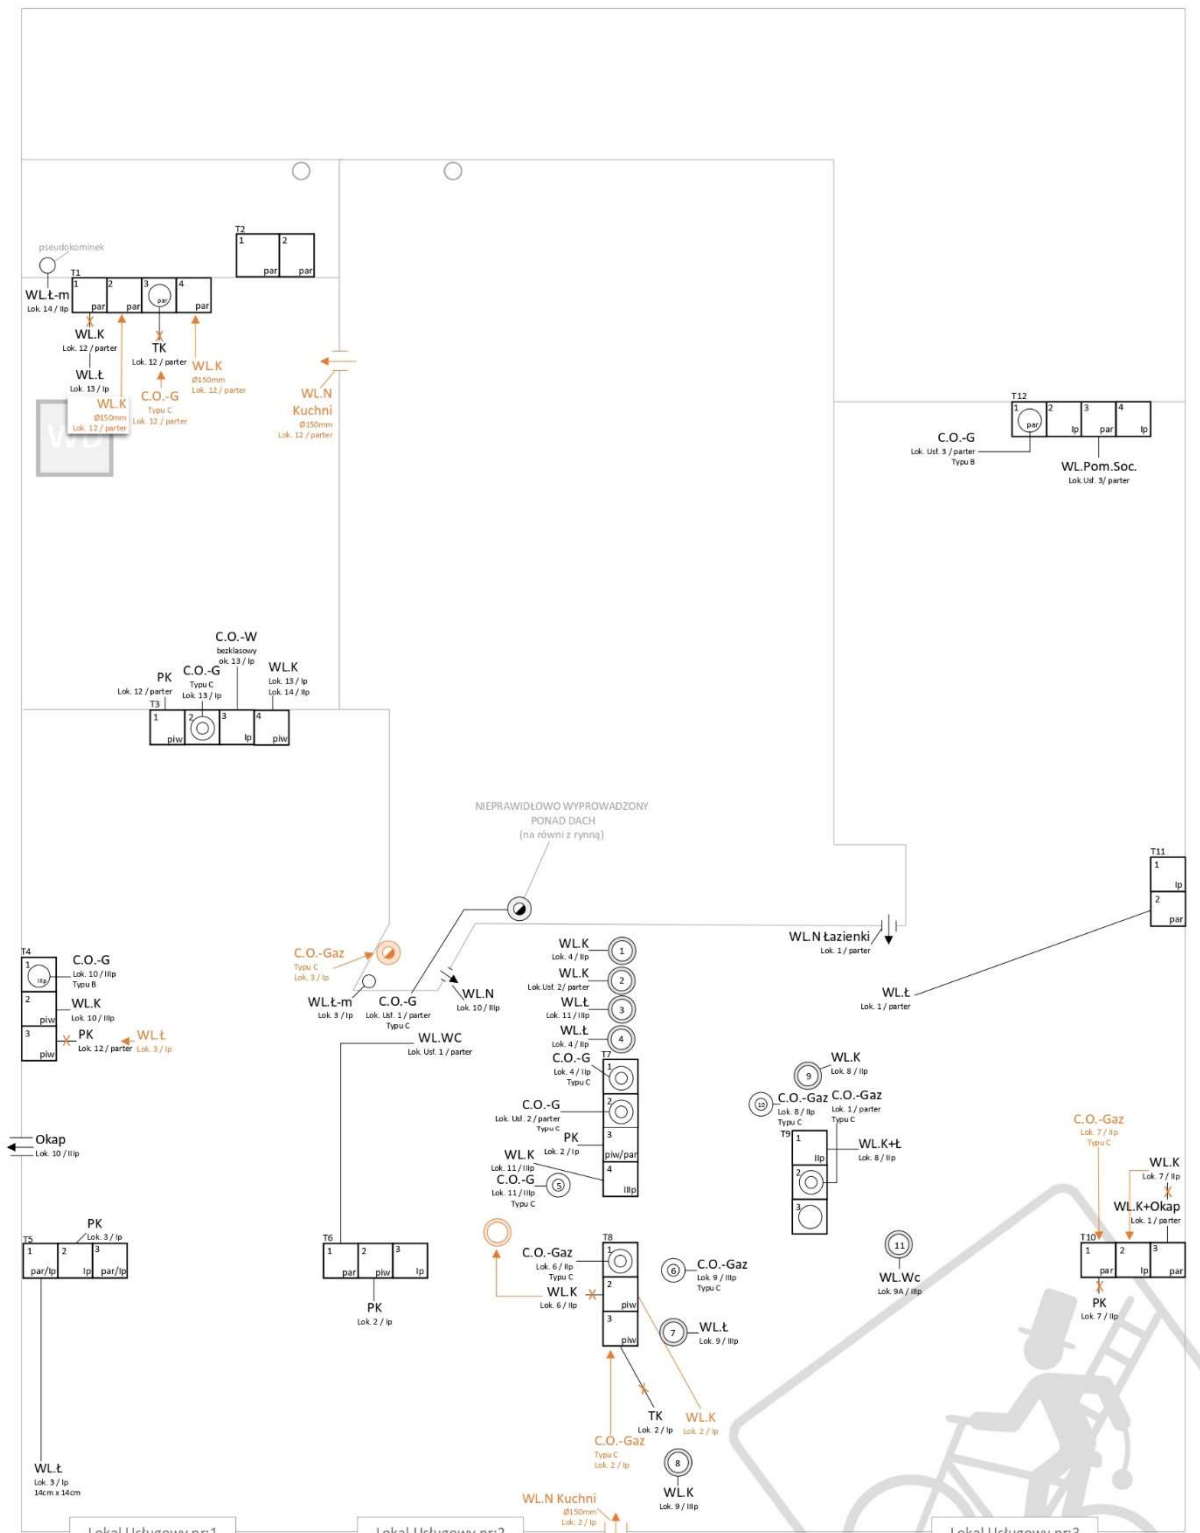 T2
1
2
par
par
pseudokominek
T1
1
2
3
4
par
par
par
par
WL.Ł-m
Lok. 14 / IIp
WL.K
Lok. 12 / parter
WL.Ł
Lok. 13 / Ip
TK
Lok. 12 / parter
WL.K
Ø150mm
Lok. 12 / parter
WL.K
Ø150mm
Lok. 12 / parter
C.O.-G
Typu C
Lok. 12 / parter
WL.N
Kuchni
Ø150mm
Lok. 12 / parter
T12
1
2
3
4
par
Ip
par
Ip
C.O.-G
Lok. Usł. 3 / parter
Typu B
WL.Pom.Soc.
Lok Usł. 3/ parter
C.O.-W
bezklasowy
ok. 13 / Ip
PK
Lok. 12 / parter
C.O.-G
Typu C
Lok. 13 / Ip
WL.K
Lok. 13 / Ip
Lok. 14 / IIp
T3
1
2
3
4
piw
Ip
piw
NIEPRAWIDŁOWO WYPROWADZONY
PONAD DACH
(na równi z rynną)
T11
1
Ip
2
par
C.O.-Gaz
Typu C
Lok. 3 / Ip
WL.Ł-m
Lok. 3 / Ip
C.O.-G
Lok. Usł. 1 / parter
Typu C
WL.N
Lok. 10 / IIIp
WL.N Łazienki
Lok. 1 / parter
WL.Ł
Lok. 1 / parter
T4
1
IIIp
2
piw
3
piw
C.O.-G
Lok. 10 / IIIp
Typu B
WL.K
Lok. 10 / IIIp
PK
Lok. 12 / parter
WL.Ł
Lok. 3 / Ip
WL.WC
Lok. Usł. 1 / parter
WL.K
Lok. 4 / IIp
1
WL.K
Lok.Usł. 2/ parter
2
WL.Ł
Lok. 11 / IIIp
3
WL.Ł
Lok. 4 / IIp
4
T7
C.O.-G
Lok. 4 / IIp
Typu C
1
C.O.-G
Lok. Usł. 2 / parter
Typu C
2
PK
Lok. 2 / Ip
3
piw/par
WL.K
Lok. 11 / IIIp
4
IIIp
C.O.-G
Lok. 11 / IIIp
Typu C
5
9
WL.K
Lok. 8 / IIp
10
C.O.-Gaz
Lok. 8 / IIp
Typu C
C.O.-Gaz
Lok. 1 / parter
Typu C
T9
1
IIp
2
3
WL.K+Ł
Lok. 8 / IIp
Okap
Lok. 10 / IIIp
C.O.-Gaz
Lok. 7 / IIp
Typu C
WL.K
Lok. 7 / IIp
WL.K+Okap
Lok. 1 / parter
T10
1
2
3
par
Ip
par
PK
Lok. 7 / IIp
PK
Lok. 3 / Ip
T5
1
2
3
par/Ip
Ip
par/Ip
T6
1
2
3
par
piw
Ip
PK
Lok. 2 / Ip
T8
1
2
piw
3
piw
C.O.-Gaz
Lok. 6 / IIp
Typu C
WL.K
Lok. 6 / IIp
6
C.O.-Gaz
Lok. 9 / IIIp
Typu C
7
WL.Ł
Lok. 9 / IIIp
11
WL.Wc
Lok. 9A / IIIp
TK
Lok. 2 / Ip
WL.K
Lok. 2 / Ip
C.O.-Gaz
Typu C
Lok. 2 / Ip
8
WL.K
Lok. 9 / IIIp
WL.Ł
Lok. 3 / Ip
14cm x 14cm
WL.N Kuchni
Ø150mm
Lok. 2 / Ip
Lokal Usługowy nr:1
Lokal Usługowy nr:2
Lokal Usługowy nr:3